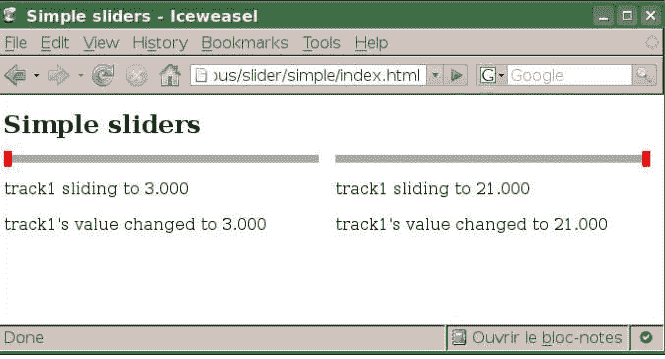 Simple sliders - Iceweasel
File Edit View History Bookmarks Tools Help
ous/slider/simple/index.html G Google
Simple sliders
track1 sliding to 3.000 track1 sliding to 21.000
track1's value changed to 3.000 track1's value changed to 21.000
Done Ouvrir le bloc-notes